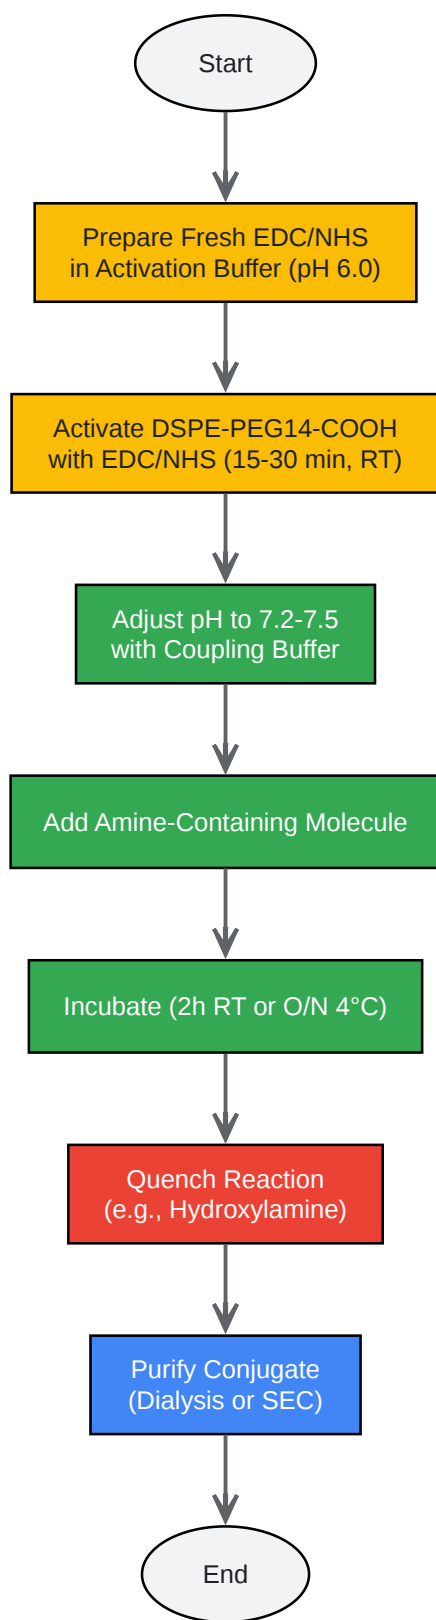 Start
Prepare Fresh EDC/NHS
in Activation Buffer (pH 6.0)
Activate DSPE-PEG14-COOH
with EDC/NHS (15-30 min, RT)
Adjust pH to 7.2-7.5
with Coupling Buffer
Add Amine-Containing Molecule
Incubate (2h RT or O/N 4°C)
Quench Reaction
(e.g., Hydroxylamine)
Purify Conjugate
(Dialysis or SEC)
End